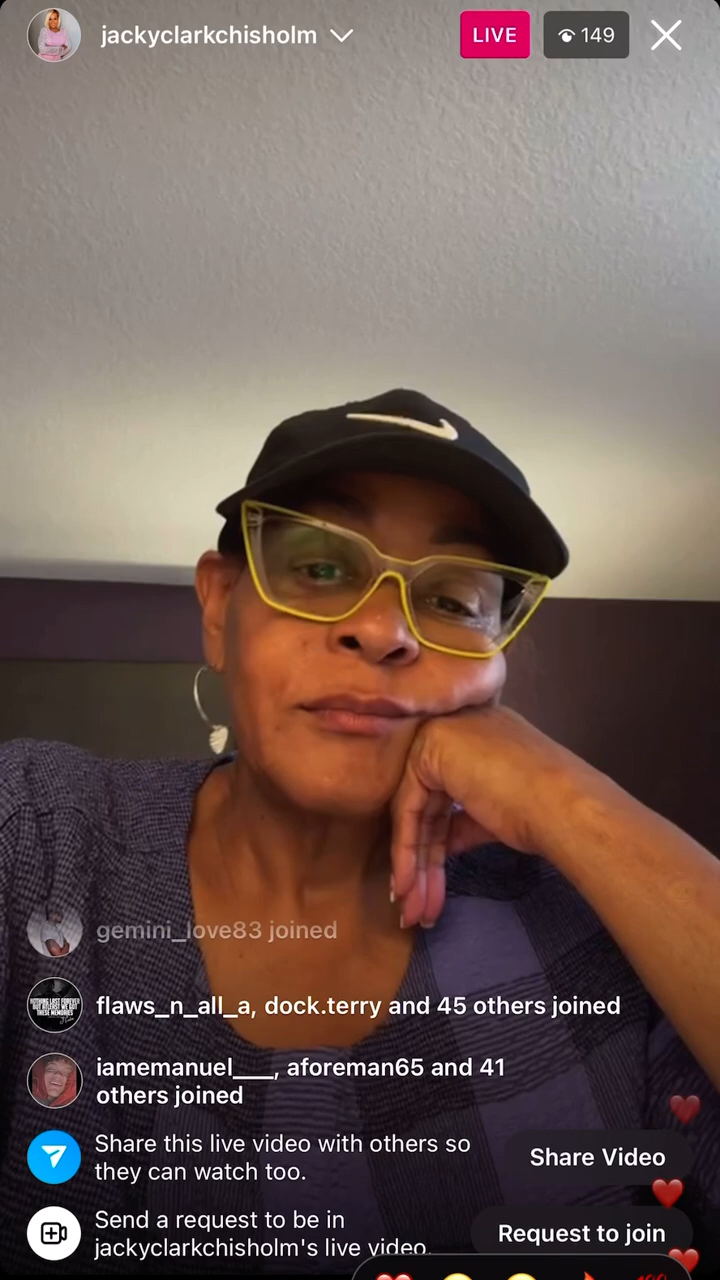 jackyclarkchisholm
LIVE
149
gemini_love83 joined
flaws_n_all_a, dock.terry and 45 others joined
iamemanuel___, aforeman65 and 41
others joined
Share this live video with others so
they can watch too.
Share Video
Send a request to be in
jackyclarkchisholm's live video.
Request to join